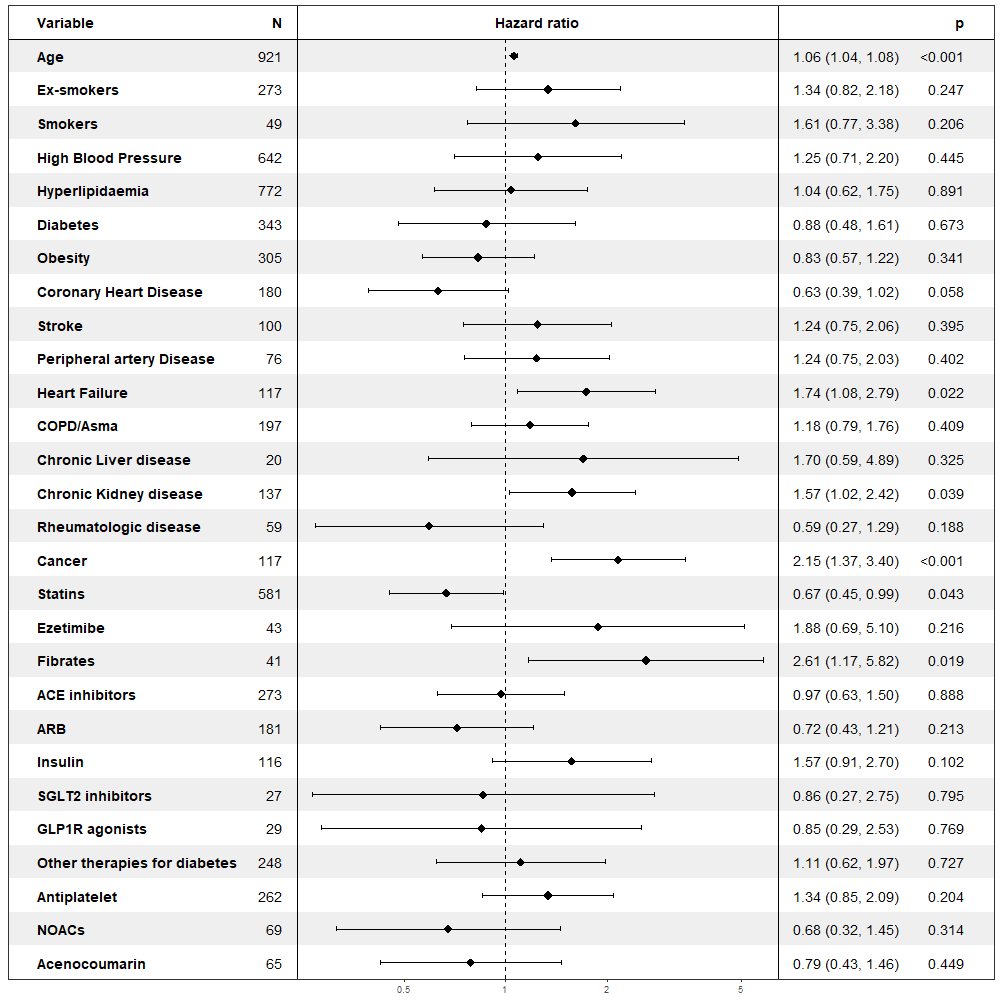 Variable N Hazard ratio p
Age 921 1.06 (1.04, 1.08) <0.001
Ex-smokers 273 1.34 (0.82, 2.18) 0.247
Smokers 49 1.61 (0.77, 3.38) 0.206
High Blood Pressure 642 1.25 (0.71, 2.20) 0.445
Hyperlipidaemia 772 1.04 (0.62, 1.75) 0.891
Diabetes 343 0.88 (0.48, 1.61) 0.673
Obesity 305 0.83 (0.57, 1.22) 0.341
Coronary Heart Disease 180 0.63 (0.39, 1.02) 0.058
Stroke 100 1.24 (0.75, 2.06) 0.395
Peripheral artery Disease 76 1.24 (0.75, 2.03) 0.402
Heart Failure 117 1.74 (1.08, 2.79) 0.022
COPD/Asma 197 1.18 (0.79, 1.76) 0.409
Chronic Liver disease 20 1.70 (0.59, 4.89) 0.325
Chronic Kidney disease 137 1.57 (1.02, 2.42) 0.039
Rheumatologic disease 59 0.59 (0.27, 1.29) 0.188
Cancer 117 2.15 (1.37, 3.40) <0.001
Statins 581 0.67 (0.45, 0.99) 0.043
Ezetimibe 43 1.88 (0.69, 5.10) 0.216
Fibrates 41 2.61 (1.17, 5.82) 0.019
ACE inhibitors 273 0.97 (0.63, 1.50) 0.888
ARB 181 0.72 (0.43, 1.21) 0.213
Insulin 116 1.57 (0.91, 2.70) 0.102
SGLT2 inhibitors 27 0.86 (0.27, 2.75) 0.795
GLP1R agonists 29 0.85 (0.29, 2.53) 0.769
Other therapies for diabetes 248 1.11 (0.62, 1.97) 0.727
Antiplatelet 262 1.34 (0.85, 2.09) 0.204
NOACs 69 0.68 (0.32, 1.45) 0.314
Acenocoumarin 65 0.79 (0.43, 1.46) 0.449
0.5 1 2 5